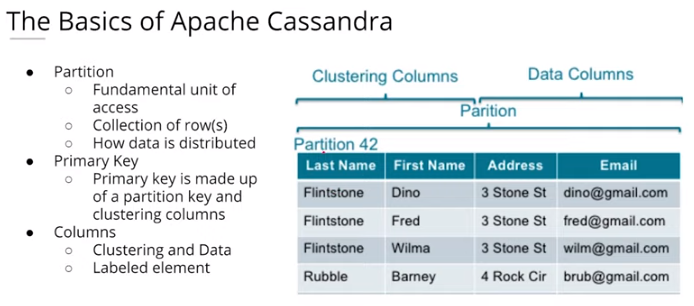 The Basics of Apache Cassandra
● Partition
○ Fundamental unit of
access
○ Collection of row(s)
○ How data is distributed
● Primary Key
○ Primary key is made up
of a partition key and
clustering columns
● Columns
○ Clustering and Data
○ Labeled element
Clustering Columns Data Columns
Parition
Partition 42
Last Name First Name Address Email
Flintstone Dino 3 Stone St dino@gmail.com
Flintstone Fred 3 Stone St fred@gmail.com
Flintstone Wilma 3 Stone St wilm@gmail.com
Rubble Barney 4 Rock Cir brub@gmail.com